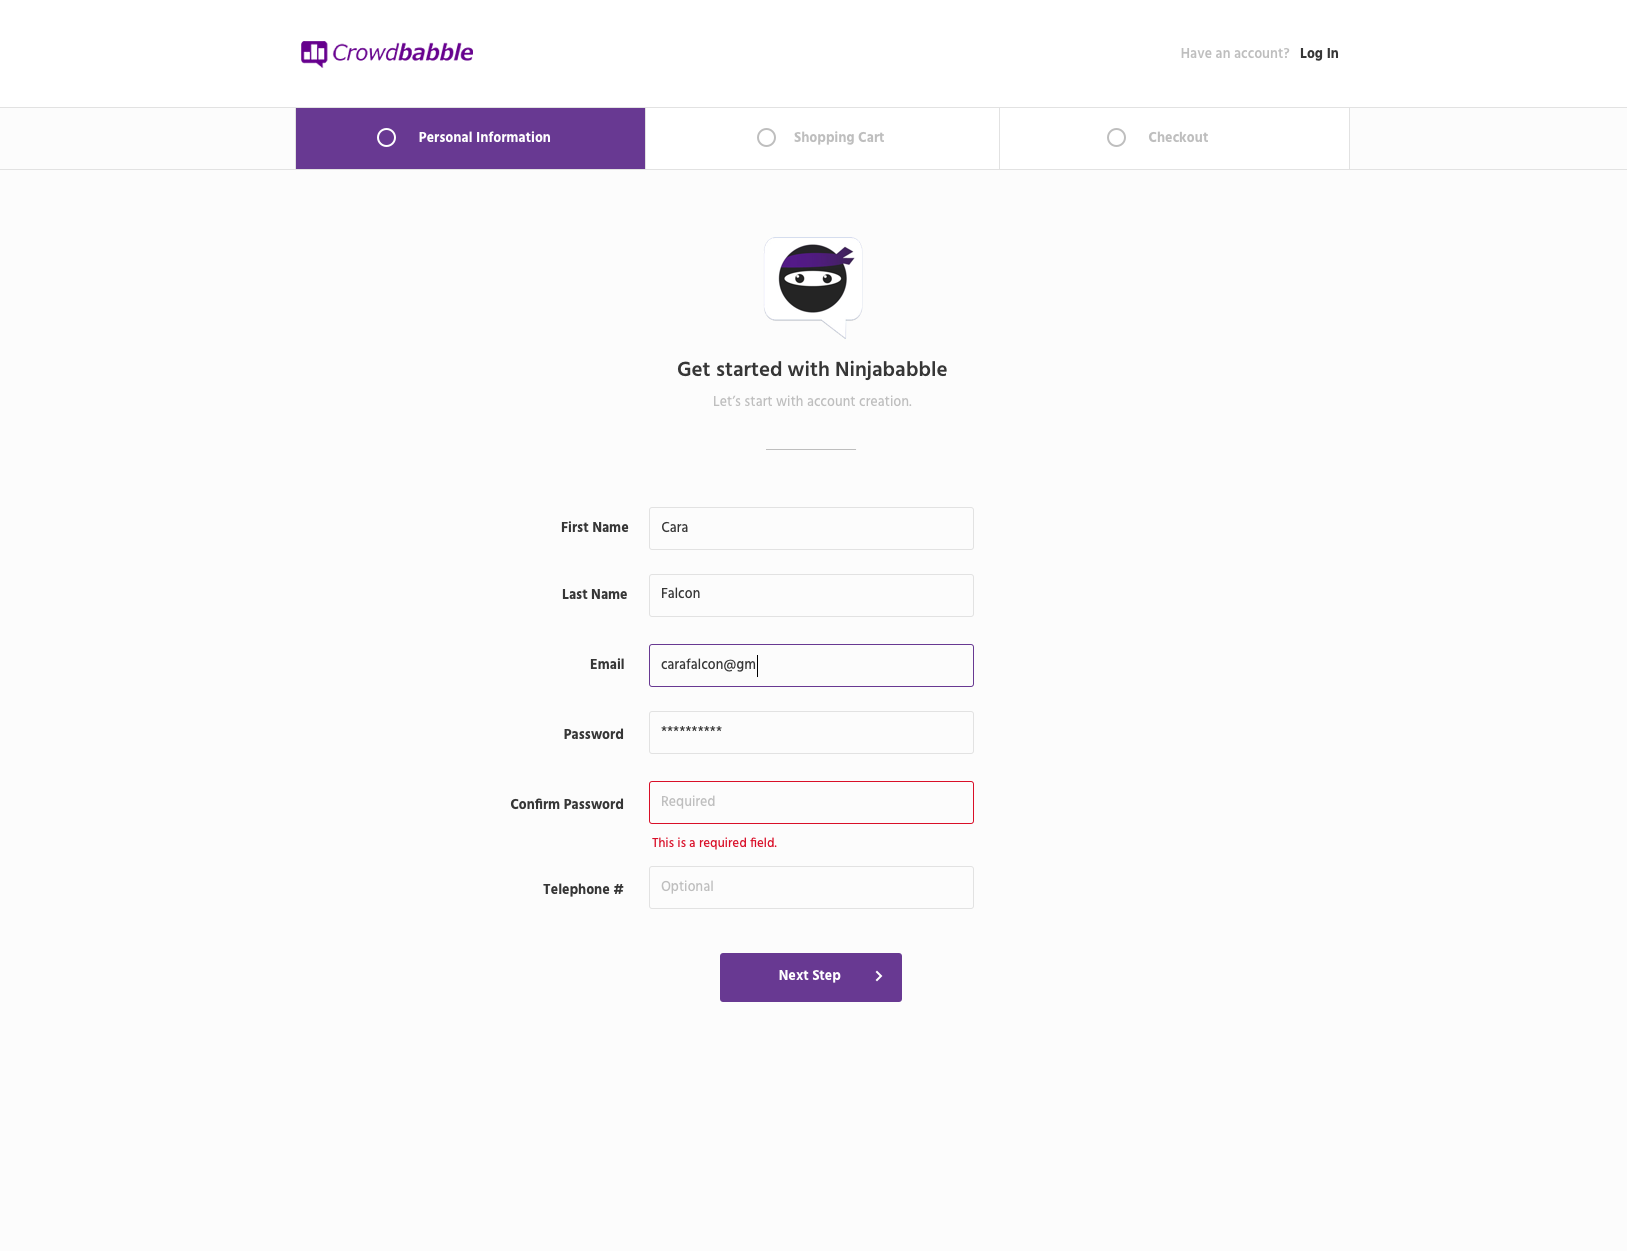 Crowdbabble
Have an account? Log In
Personal Information
Shopping Cart
Checkout
Get started with Ninjababble
Let's start with account creation.
First Name Cara
Last Name Falcon
Email carafalcon@gm
Password **********
Confirm Password Required
This is a required field.
Telephone # Optional
Next Step